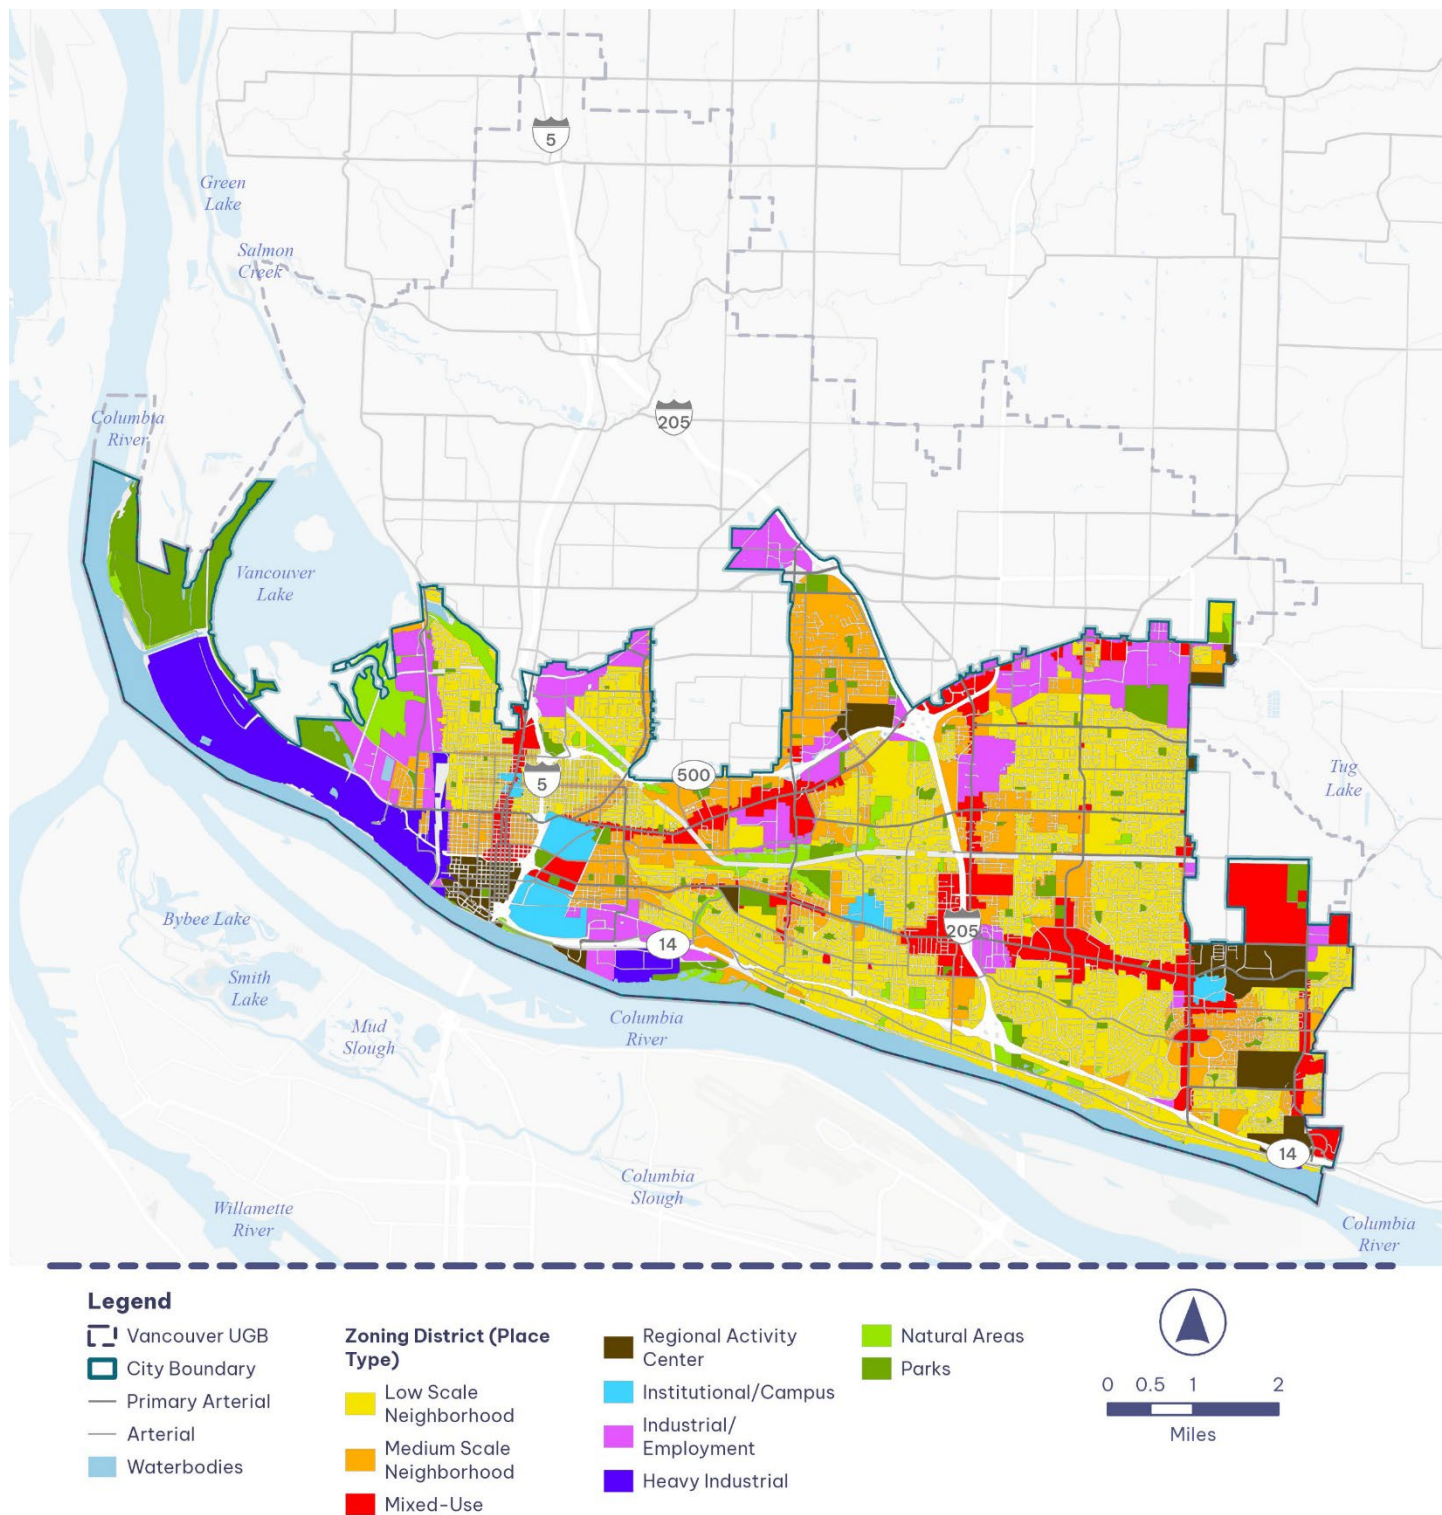 5
Green
Lake
Salmon
Creek
205
Columbia
River
Vancouver
Lake
500
5
Tug
Lake
Bybee Lake
205
14
Smith
Lake
Mud
Slough
Columbia
River
14
Columbia
Slough
Willamette
River
Columbia
River
Legend
Vancouver UGB
City Boundary
Primary Arterial
Arterial
Waterbodies
Zoning District (Place
Type)
Low Scale
Neighborhood
Medium Scale
Neighborhood
Mixed-Use
Regional Activity
Center
Institutional/Campus
Industrial/
Employment
Heavy Industrial
Natural Areas
Parks
0 0.5 1 2
Miles